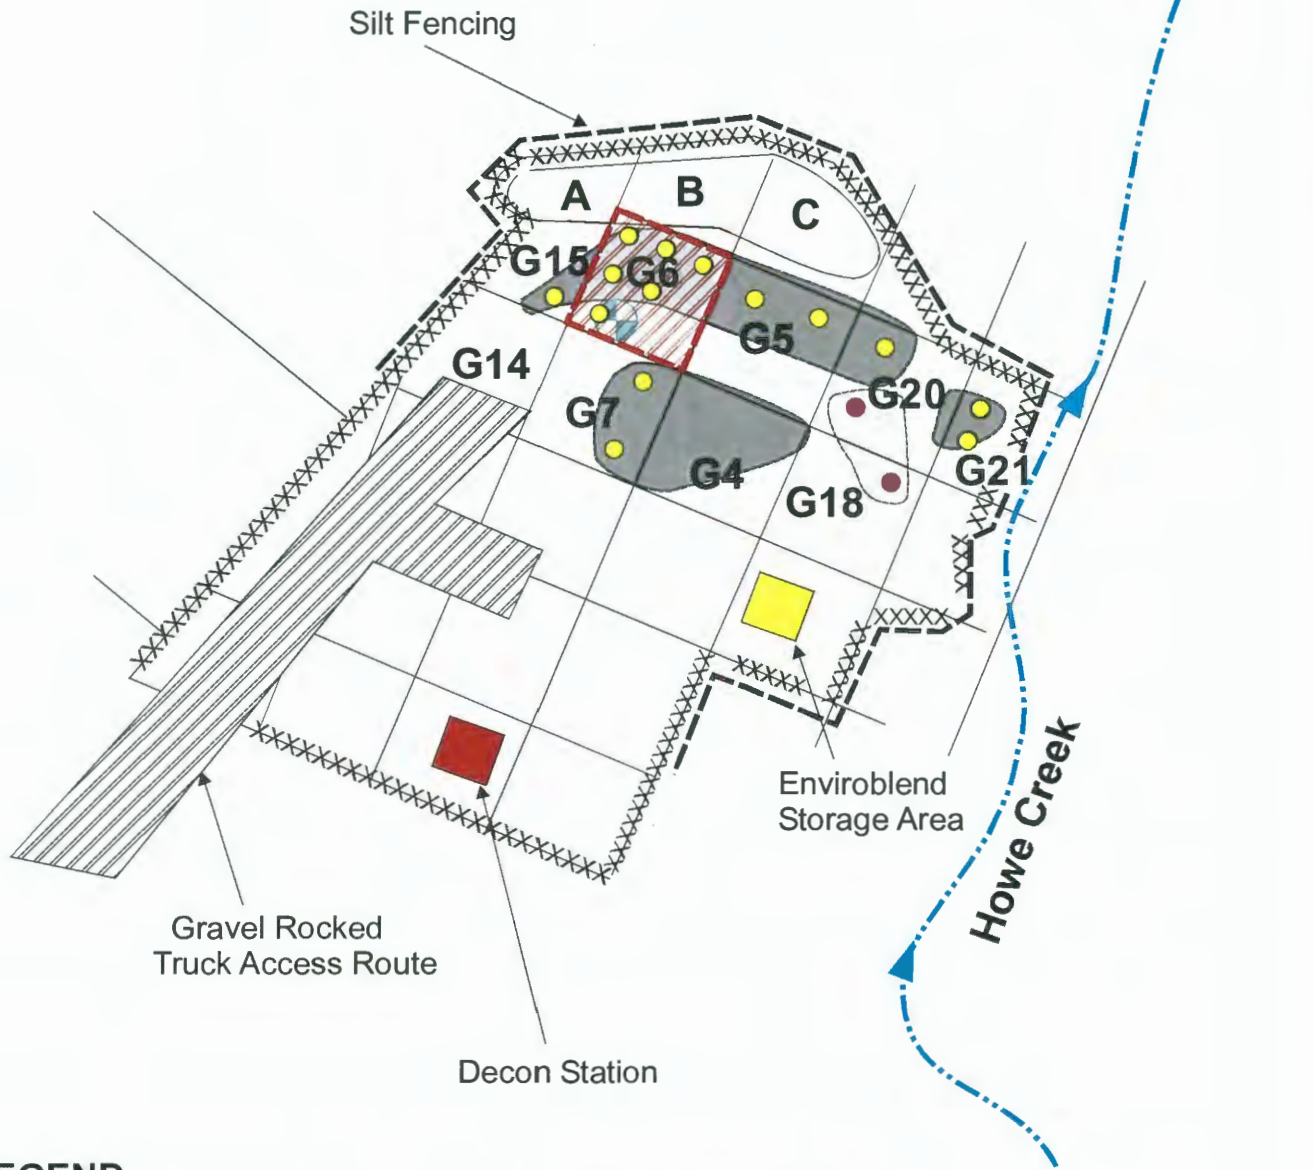 Silt Fencing
A
B
C
G15
G6
G5
G14
G7
G20
G4
G18
G21
Enviroblend
Storage Area
Howe Creek
Gravel Rocked
Truck Access Route
Decon Station